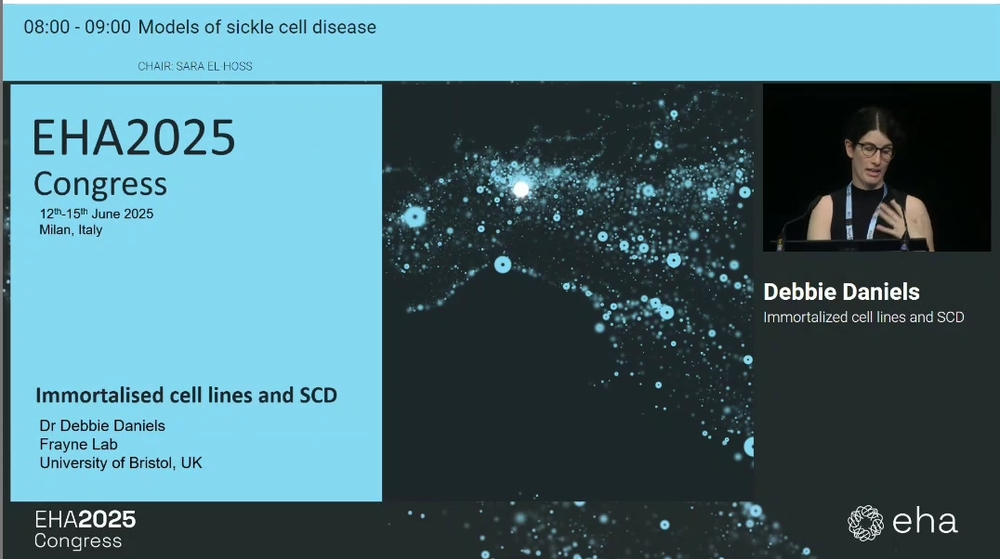 08:00 - 09:00 Models of sickle cell disease
CHAIR: SARA EL HOSS
EHA2025
Congress
12th-15th June 2025
Milan, Italy
Immortalised cell lines and SCD
Dr Debbie Daniels
Frayne Lab
University of Bristol, UK
Debbie Daniels
Immortalized cell lines and SCD
EHA2025
Congress
eha